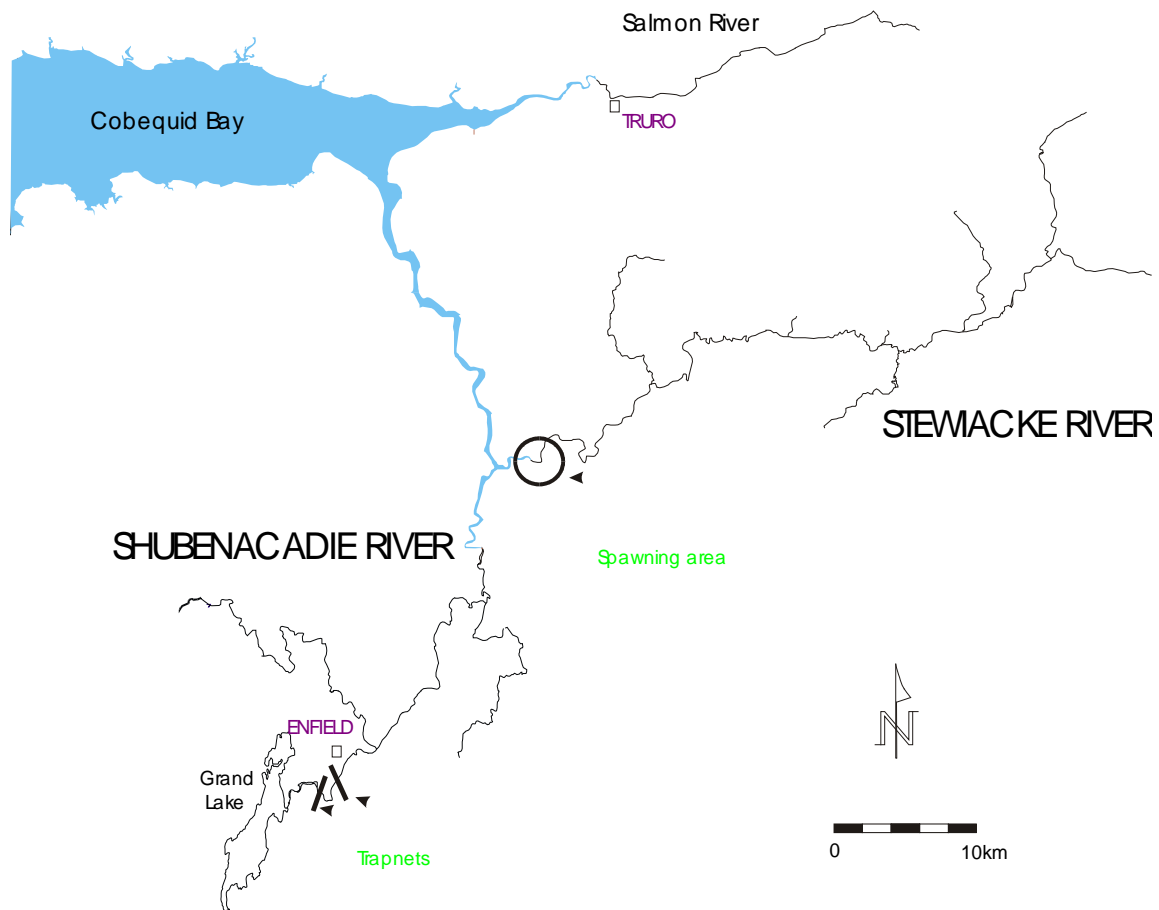 Salmon River
Cobequid Bay
TRURO
STEWIACKE RIVER
SHUBENACADIE RIVER
Spawning area
ENFIELD
Grand
Lake
N
Trapnets
0 10km